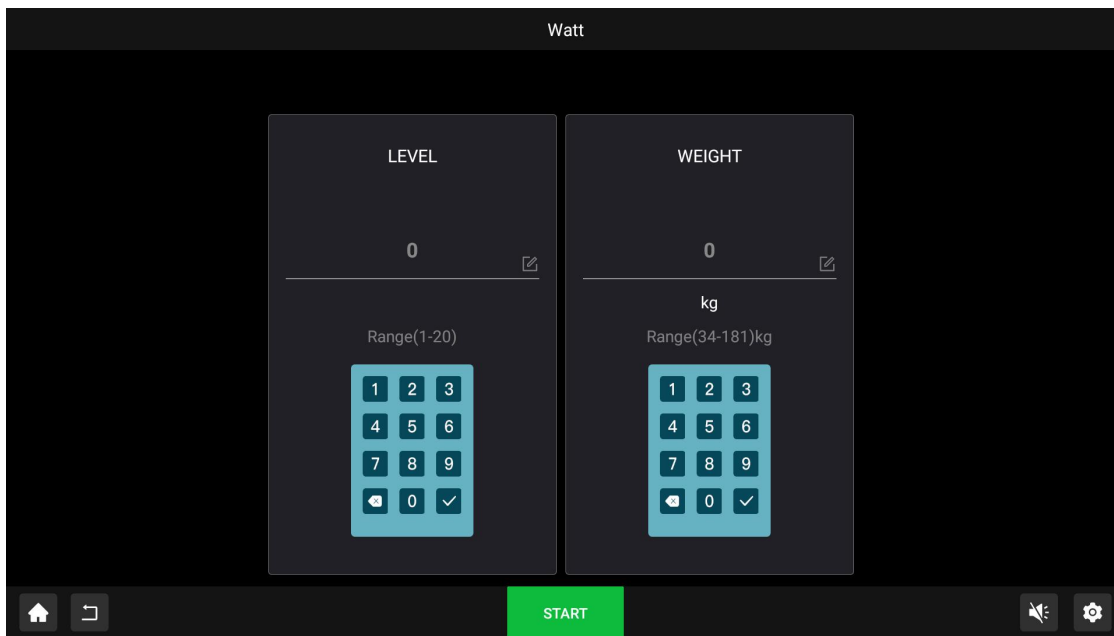 Watt
LEVEL
0
Range(1-20)
1 2 3
4 5 6
7 8 9
0
WEIGHT
0
kg
Range(34-181)kg
1 2 3
4 5 6
7 8 9
0
START